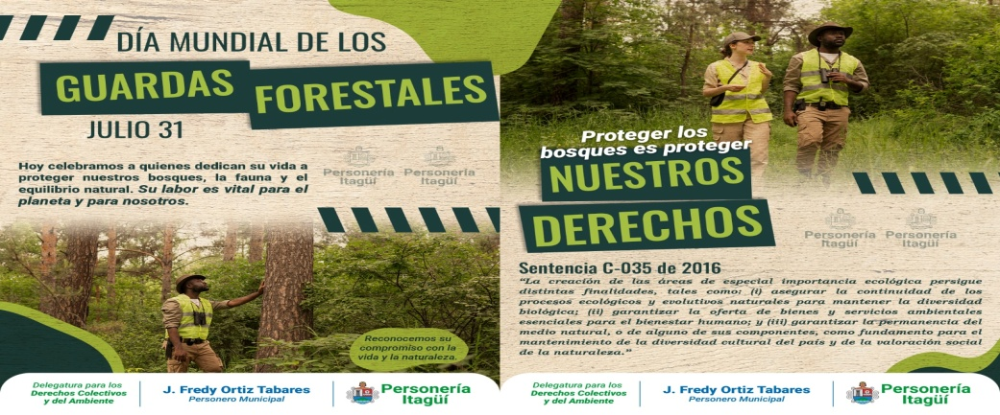 DÍA MUNDIAL DE LOS
GUARDAS FORESTALES
JULIO 31
Hoy celebramos a quienes dedican su vida a
proteger nuestros bosques, la fauna y el
equilibrio natural. Su labor es vital para el
planeta y para nosotros.
Personería Personería
Itagüí Itagüí
Reconocemos su
compromiso con la
vida y la naturaleza.
Delegatura para los
Derechos Colectivos
y del Ambiente
J. Fredy Ortiz Tabares
Personero Municipal
Personería
Itagüí
Proteger los
bosques es proteger
NUESTROS
DERECHOS
Personería Personería
Itagüí Itagüí
Sentencia C-035 de 2016
“La creación de las áreas de especial importancia ecológica persigue
distintas finalidades, tales como: (i) asegurar la continuidad de los
procesos ecológicos y evolutivos naturales para mantener la diversidad
biológica; (ii) garantizar la oferta de bienes y servicios ambientales
esenciales para el bienestar humano; y (iii) garantizar la permanencia del
medio natural, o de alguno de sus componentes, como fundamento para el
mantenimiento de la diversidad cultural del país y de la valoración social
de la naturaleza.”
Delegatura para los
Derechos Colectivos
y del Ambiente
J. Fredy Ortiz Tabares
Personero Municipal
Personería
Itagüí